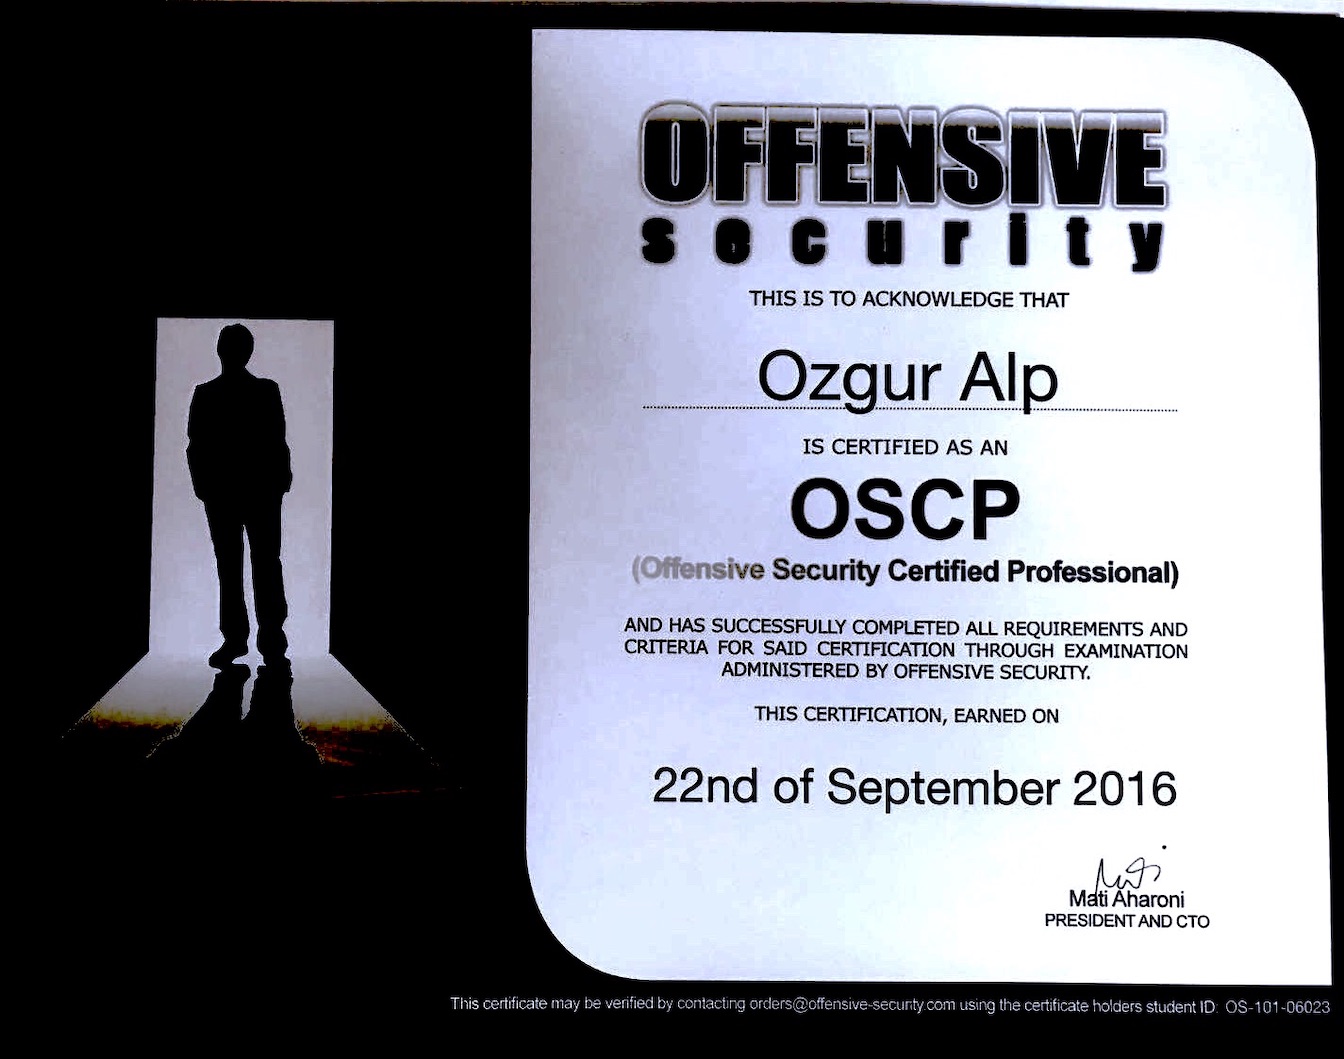 OFFENSIVE
security
THIS IS TO ACKNOWLEDGE THAT
Ozgur Alp
IS CERTIFIED AS AN
OSCP
(Offensive Security Certified Professional)
AND HAS SUCCESSFULLY COMPLETED ALL REQUIREMENTS AND
CRITERIA FOR SAID CERTIFICATION THROUGH EXAMINATION
ADMINISTERED BY OFFENSIVE SECURITY.
THIS CERTIFICATION, EARNED ON
22nd of September 2016
Mati
Mati Aharoni
PRESIDENT AND CTO
This certificate may be verified by contacting orders@offensive-security.com using the certificate holders student ID: OS-101-06023